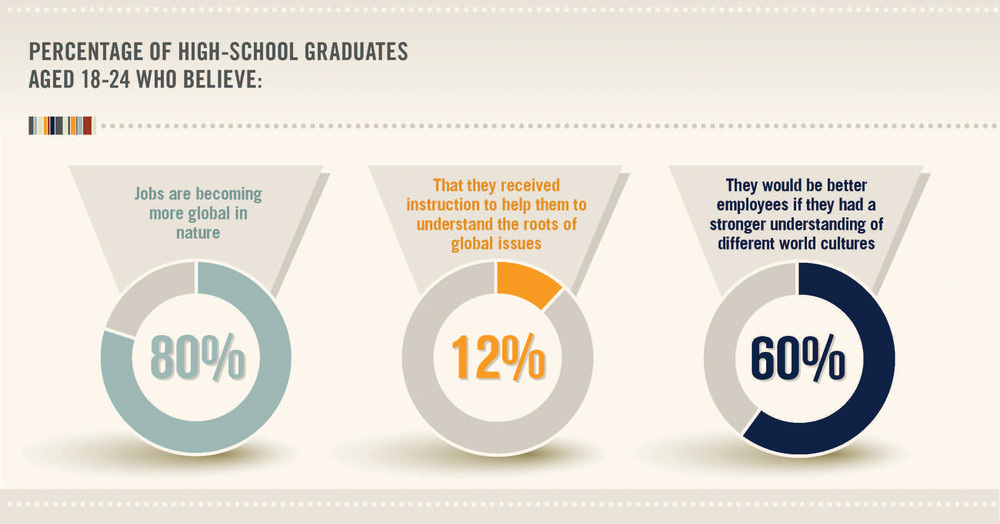 PERCENTAGE OF HIGH-SCHOOL GRADUATES
AGED 18-24 WHO BELIEVE:
Jobs are becoming
more global in
nature
80%
That they received
instruction to help them to
understand the roots of
global issues
12%
They would be better
employees if they had a
stronger understanding of
different world cultures
60%